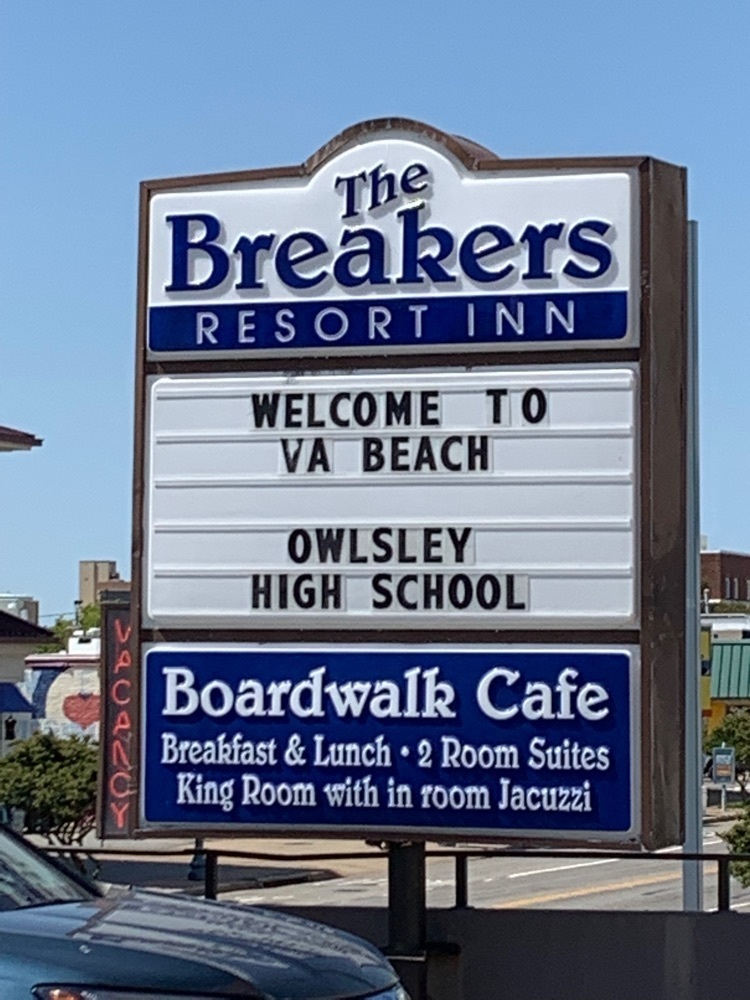 The
Breakers
RESORT INN
WELCOME TO
VA BEACH
OWLSLEY
HIGH SCHOOL
VACANCY
Boardwalk Cafe
Breakfast & Lunch • 2 Room Suites
King Room with in room Jacuzzi